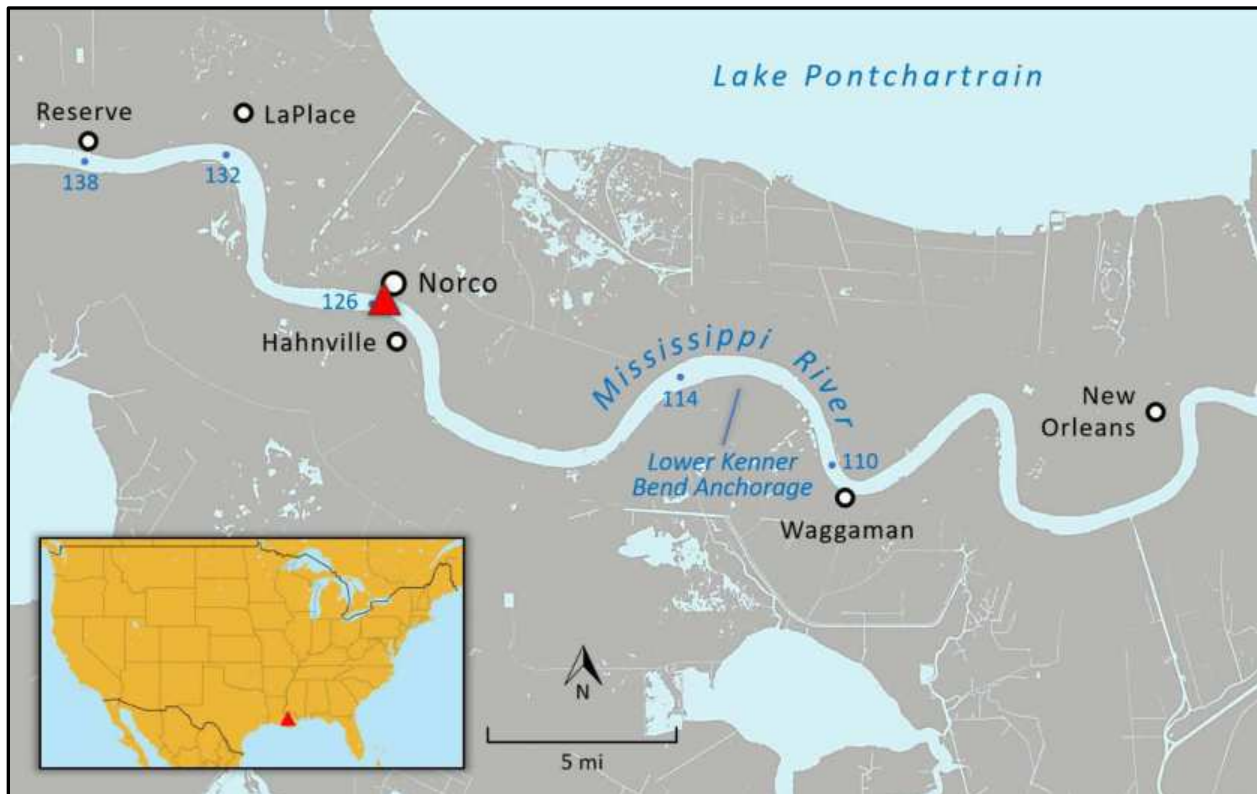 Lake Pontchartrain
Reserve
LaPlace
138
132
Norco
126
Hahnville
Mississippi River
114
New
Orleans
Lower Kenner
Bend Anchorage
110
Waggaman
N
5 mi